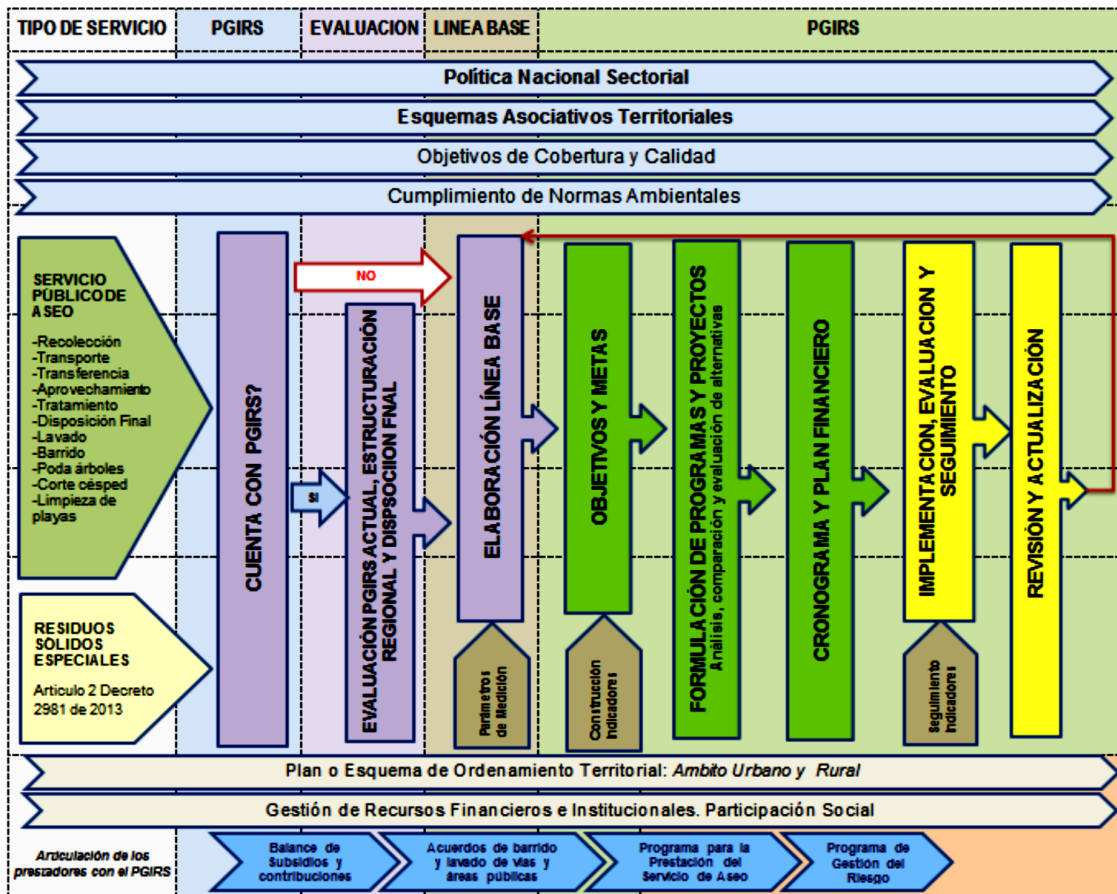 TIPO DE SERVICIO
PGIRS
EVALUACION
LINEA BASE
PGIRS
Política Nacional Sectorial
Esquemas Asociativos Territoriales
Objetivos de Cobertura y Calidad
Cumplimiento de Normas Ambientales
SERVICIO
PÚBLICO DE
ASEO
-Recolección
-Transporte
-Transferencia
-Aprovechamiento
-Tratamiento
-Disposición Final
-Lavado
-Barrido
-Poda árboles
-Corte césped
-Limpieza de
playas
RESIDUOS
SÓLIDOS
ESPECIALES
Articulo 2 Decreto
2981 de 2013
CUENTA CON PGIRS?
NO
SI
EVALUACIÓN PGIRS ACTUAL, ESTRUCTURACIÓN
REGIONAL Y DISPSOCIION FNAL
ELABORACIÓN LÍNEA BASE
Parámetros
de Medición
OBJETIVOS Y METAS
Construcción
Indicadores
FORMULACIÓN DE PROGRAMAS Y PROYECTOS
Análisis, comparación y evaluación de alternativas
CRONOGRAMA Y PLAN FINANCIERO
IMPLEMENTACION, EVALUACION Y
SEGUIMIENTO
Seguimiento
Indicadores
REVISIÓN Y ACTUALIZACIÓN
Plan o Esquema de Ordenamiento Territorial: Ambito Urbano y Rural
Gestión de Recursos Financieros e Institucionales. Participación Social
Articulación de los
prestadores con el PGIRS
Balance de
Subsidios y
contribuciones
Acuerdos de barrido
y lavado de vías y
áreas públicas
Programa para la
Prestación del
Servicio de Aseo
Programa de
Gestión del
Riesgo